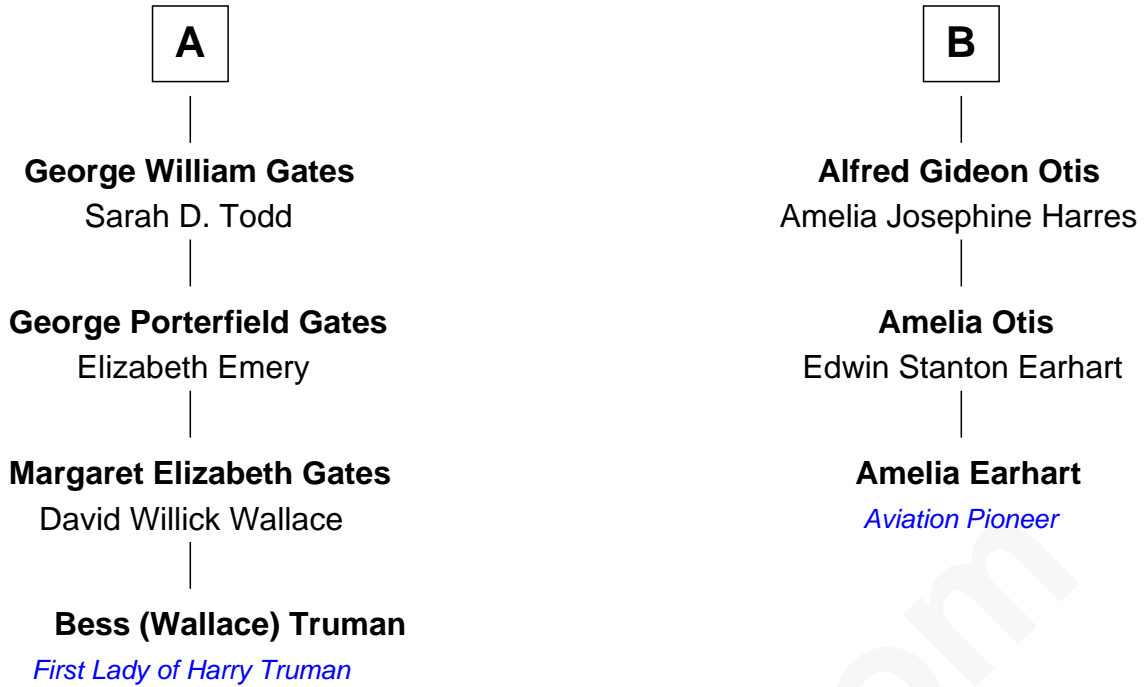 A
George William Gates
Sarah D. Todd
George Porterfield Gates
Elizabeth Emery
Margaret Elizabeth Gates
David Willick Wallace
Bess (Wallace) Truman
First Lady of Harry Truman
B
Alfred Gideon Otis
Amelia Josephine Harres
Amelia Otis
Edwin Stanton Earhart
Amelia Earhart
Aviation Pioneer
om